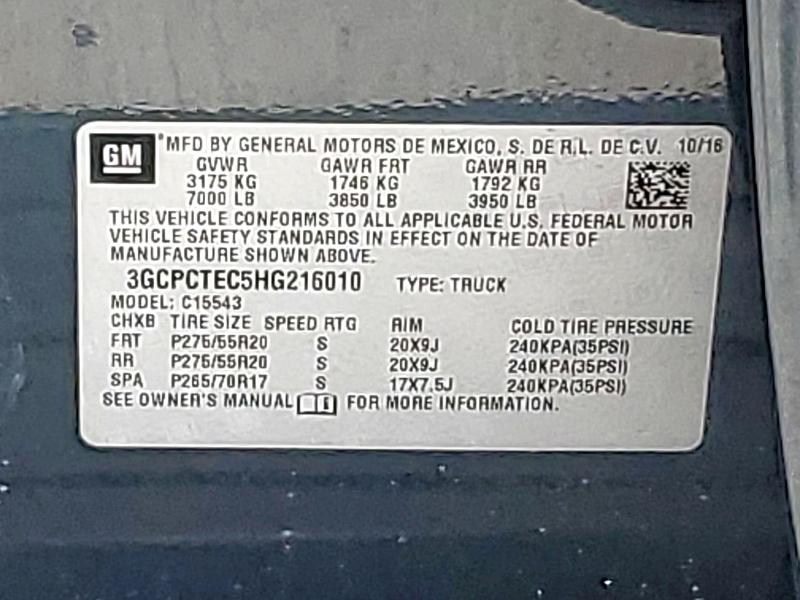 GM
MFD BY GENERAL MOTORS DE MEXICO, S. DE R.L. DE C.V. 10/16
GVWR GAWR FRT GAWR RR
3175 KG 1746 KG 1792 KG
7000 LB 3850 LB 3950 LB
THIS VEHICLE CONFORMS TO ALL APPLICABLE U.S. FEDERAL MOTOR
VEHICLE SAFETY STANDARDS IN EFFECT ON THE DATE OF
MANUFACTURE SHOWN ABOVE.
3GCPCTEC5HG216010 TYPE: TRUCK
MODEL: C15543
CHXB TIRE SIZE SPEED RTG RIM COLD TIRE PRESSURE
FRT P275/55R20 S 20X9J 240KPA(35PSI)
RR P275/55R20 S 20X9J 240KPA(35PSI)
SPA P265/70R17 S 17X7.5J 240KPA(35PSI)
SEE OWNER'S MANUAL FOR MORE INFORMATION.